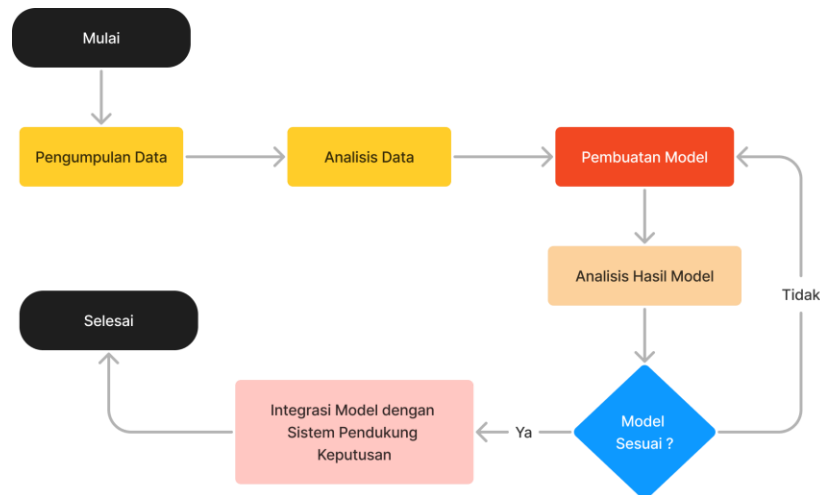 Mulai
Pengumpulan Data
Analisis Data
Pembuatan Model
Analisis Hasil Model
Tidak
Selesai
Integrasi Model dengan
Sistem Pendukung
Keputusan
Ya
Model
Sesuai ?